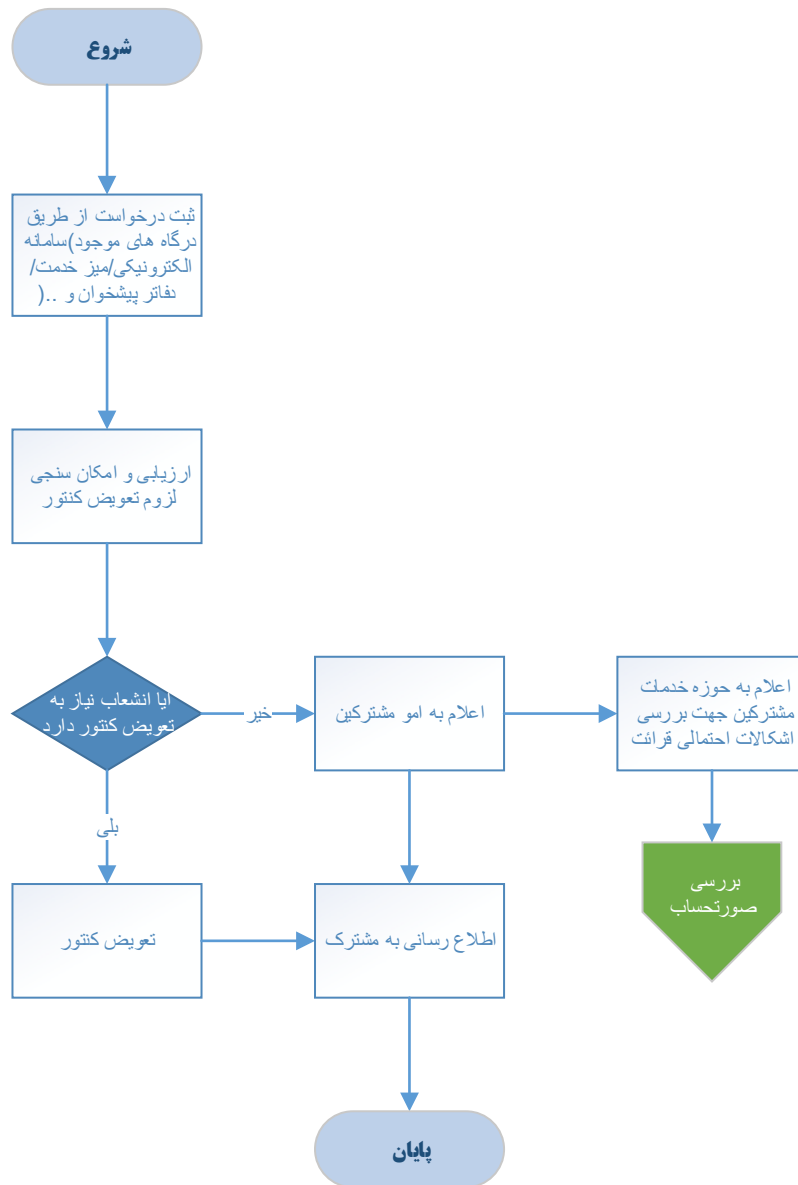 شروع
ثبت درخواست از طریق
درگاه های موجود)سامانه
الکترونیکی/میز خدمت/
دفاتر پیشخوان و ..(
ارزیابی و امکان سنجی
لزوم تعویض کنتور
ایا انشعاب نیاز به
تعویض کنتور دارد
خیر
اعلام به امو مشترکین
اعلام به حوزه خدمات
مشترکین جهت بررسی
اشکالات احتمالی قرائت
بلی
بررسی
صورتحساب
تعویض کنتور
اطلاع رسانی به مشترک
پایان